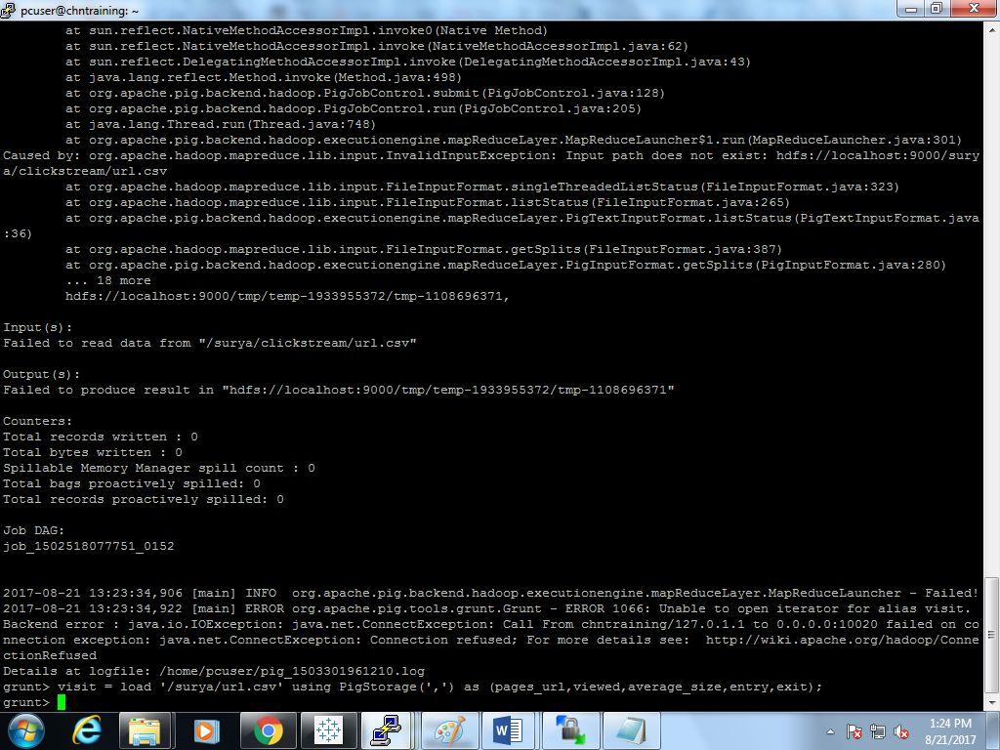 pcuser@chntraining: ~
at sun.reflect.NativeMethodAccessorImpl.invoke0(Native Method)
at sun.reflect.NativeMethodAccessorImpl.invoke(NativeMethodAccessorImpl.java:62)
at sun.reflect.DelegatingMethodAccessorImpl.invoke(DelegatingMethodAccessorImpl.java:43)
at java.lang.reflect.Method.invoke(Method.java:498)
at org.apache.pig.backend.hadoop.PigJobControl.submit(PigJobControl.java:128)
at org.apache.pig.backend.hadoop.PigJobControl.run(PigJobControl.java:205)
at java.lang.Thread.run(Thread.java:748)
at org.apache.pig.backend.hadoop.executionengine.mapReduceLayer.MapReduceLauncher$1.run(MapReduceLauncher.java:301)
Caused by: org.apache.hadoop.mapreduce.lib.input.InvalidInputException: Input path does not exist: hdfs://localhost:9000/sury
a/clickstream/url.csv
at org.apache.hadoop.mapreduce.lib.input.FileInputFormat.singleThreadedListStatus(FileInputFormat.java:323)
at org.apache.hadoop.mapreduce.lib.input.FileInputFormat.listStatus(FileInputFormat.java:265)
at org.apache.pig.backend.hadoop.executionengine.mapReduceLayer.PigTextInputFormat.listStatus(PigTextInputFormat.java
:36)
at org.apache.hadoop.mapreduce.lib.input.FileInputFormat.getSplits(FileInputFormat.java:387)
at org.apache.pig.backend.hadoop.executionengine.mapReduceLayer.PigInputFormat.getSplits(PigInputFormat.java:280)
... 18 more
hdfs://localhost:9000/tmp/temp-1933955372/tmp-1108696371,
Input(s):
Failed to read data from "/surya/clickstream/url.csv"
Output(s):
Failed to produce result in "hdfs://localhost:9000/tmp/temp-1933955372/tmp-1108696371"
Counters:
Total records written : 0
Total bytes written : 0
Spillable Memory Manager spill count : 0
Total bags proactively spilled: 0
Total records proactively spilled: 0
Job DAG:
job_1502518077751_0152
2017-08-21 13:23:34,906 [main] INFO  org.apache.pig.backend.hadoop.executionengine.mapReduceLayer.MapReduceLauncher - Failed!
2017-08-21 13:23:34,922 [main] ERROR org.apache.pig.tools.grunt.Grunt - ERROR 1066: Unable to open iterator for alias visit.
Backend error : java.io.IOException: java.net.ConnectException: Call From chntraining/127.0.1.1 to 0.0.0.0:10020 failed on co
nnection exception: java.net.ConnectException: Connection refused; For more details see:  http://wiki.apache.org/hadoop/Conne
ctionRefused
Details at logfile: /home/pcuser/pig_1503301961210.log
grunt> visit = load '/surya/url.csv' using PigStorage(',') as (pages_url,viewed,average_size,entry,exit);
grunt>
1:24 PM
8/21/2017